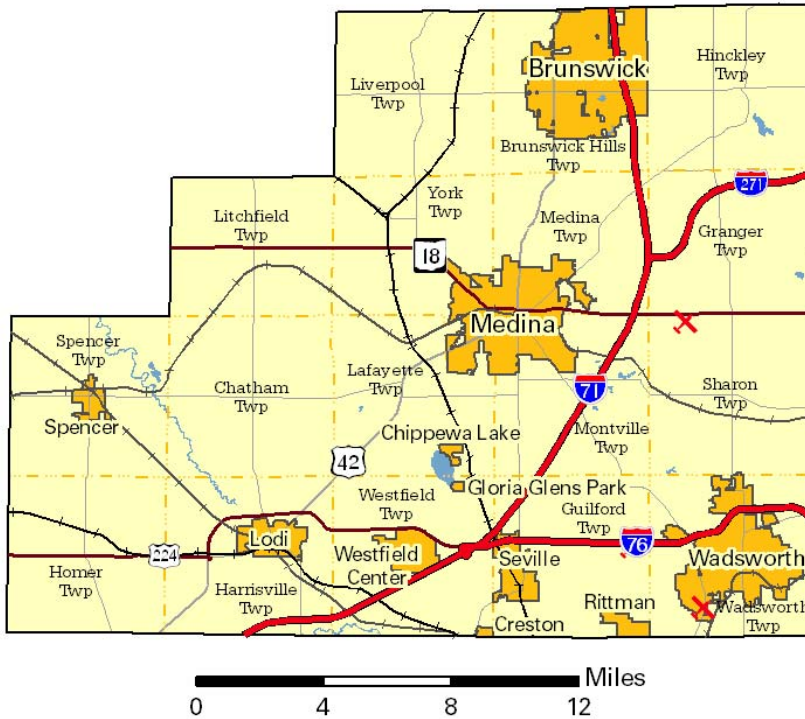 Brunswick
Hinckley
Twp
Liverpool
Twp
Brunswick Hills
Twp
271
York
Twp
Medina
Twp
Litchfield
Twp
Granger
Twp
18
Medina
Spencer
Twp
Lafayette
Twp
Chatham
Twp
71
Sharon
Twp
Spencer
Chippewa Lake
Montville
Twp
42
Gloria Glens Park
Westfield
Twp
Guilford
Twp
Lodi
76
224
Westfield
Center
Seville
Wadsworth
Homer
Twp
Harrisville
Twp
Rittman
Wadsworth
Twp
Creston
Miles
0 4 8 12